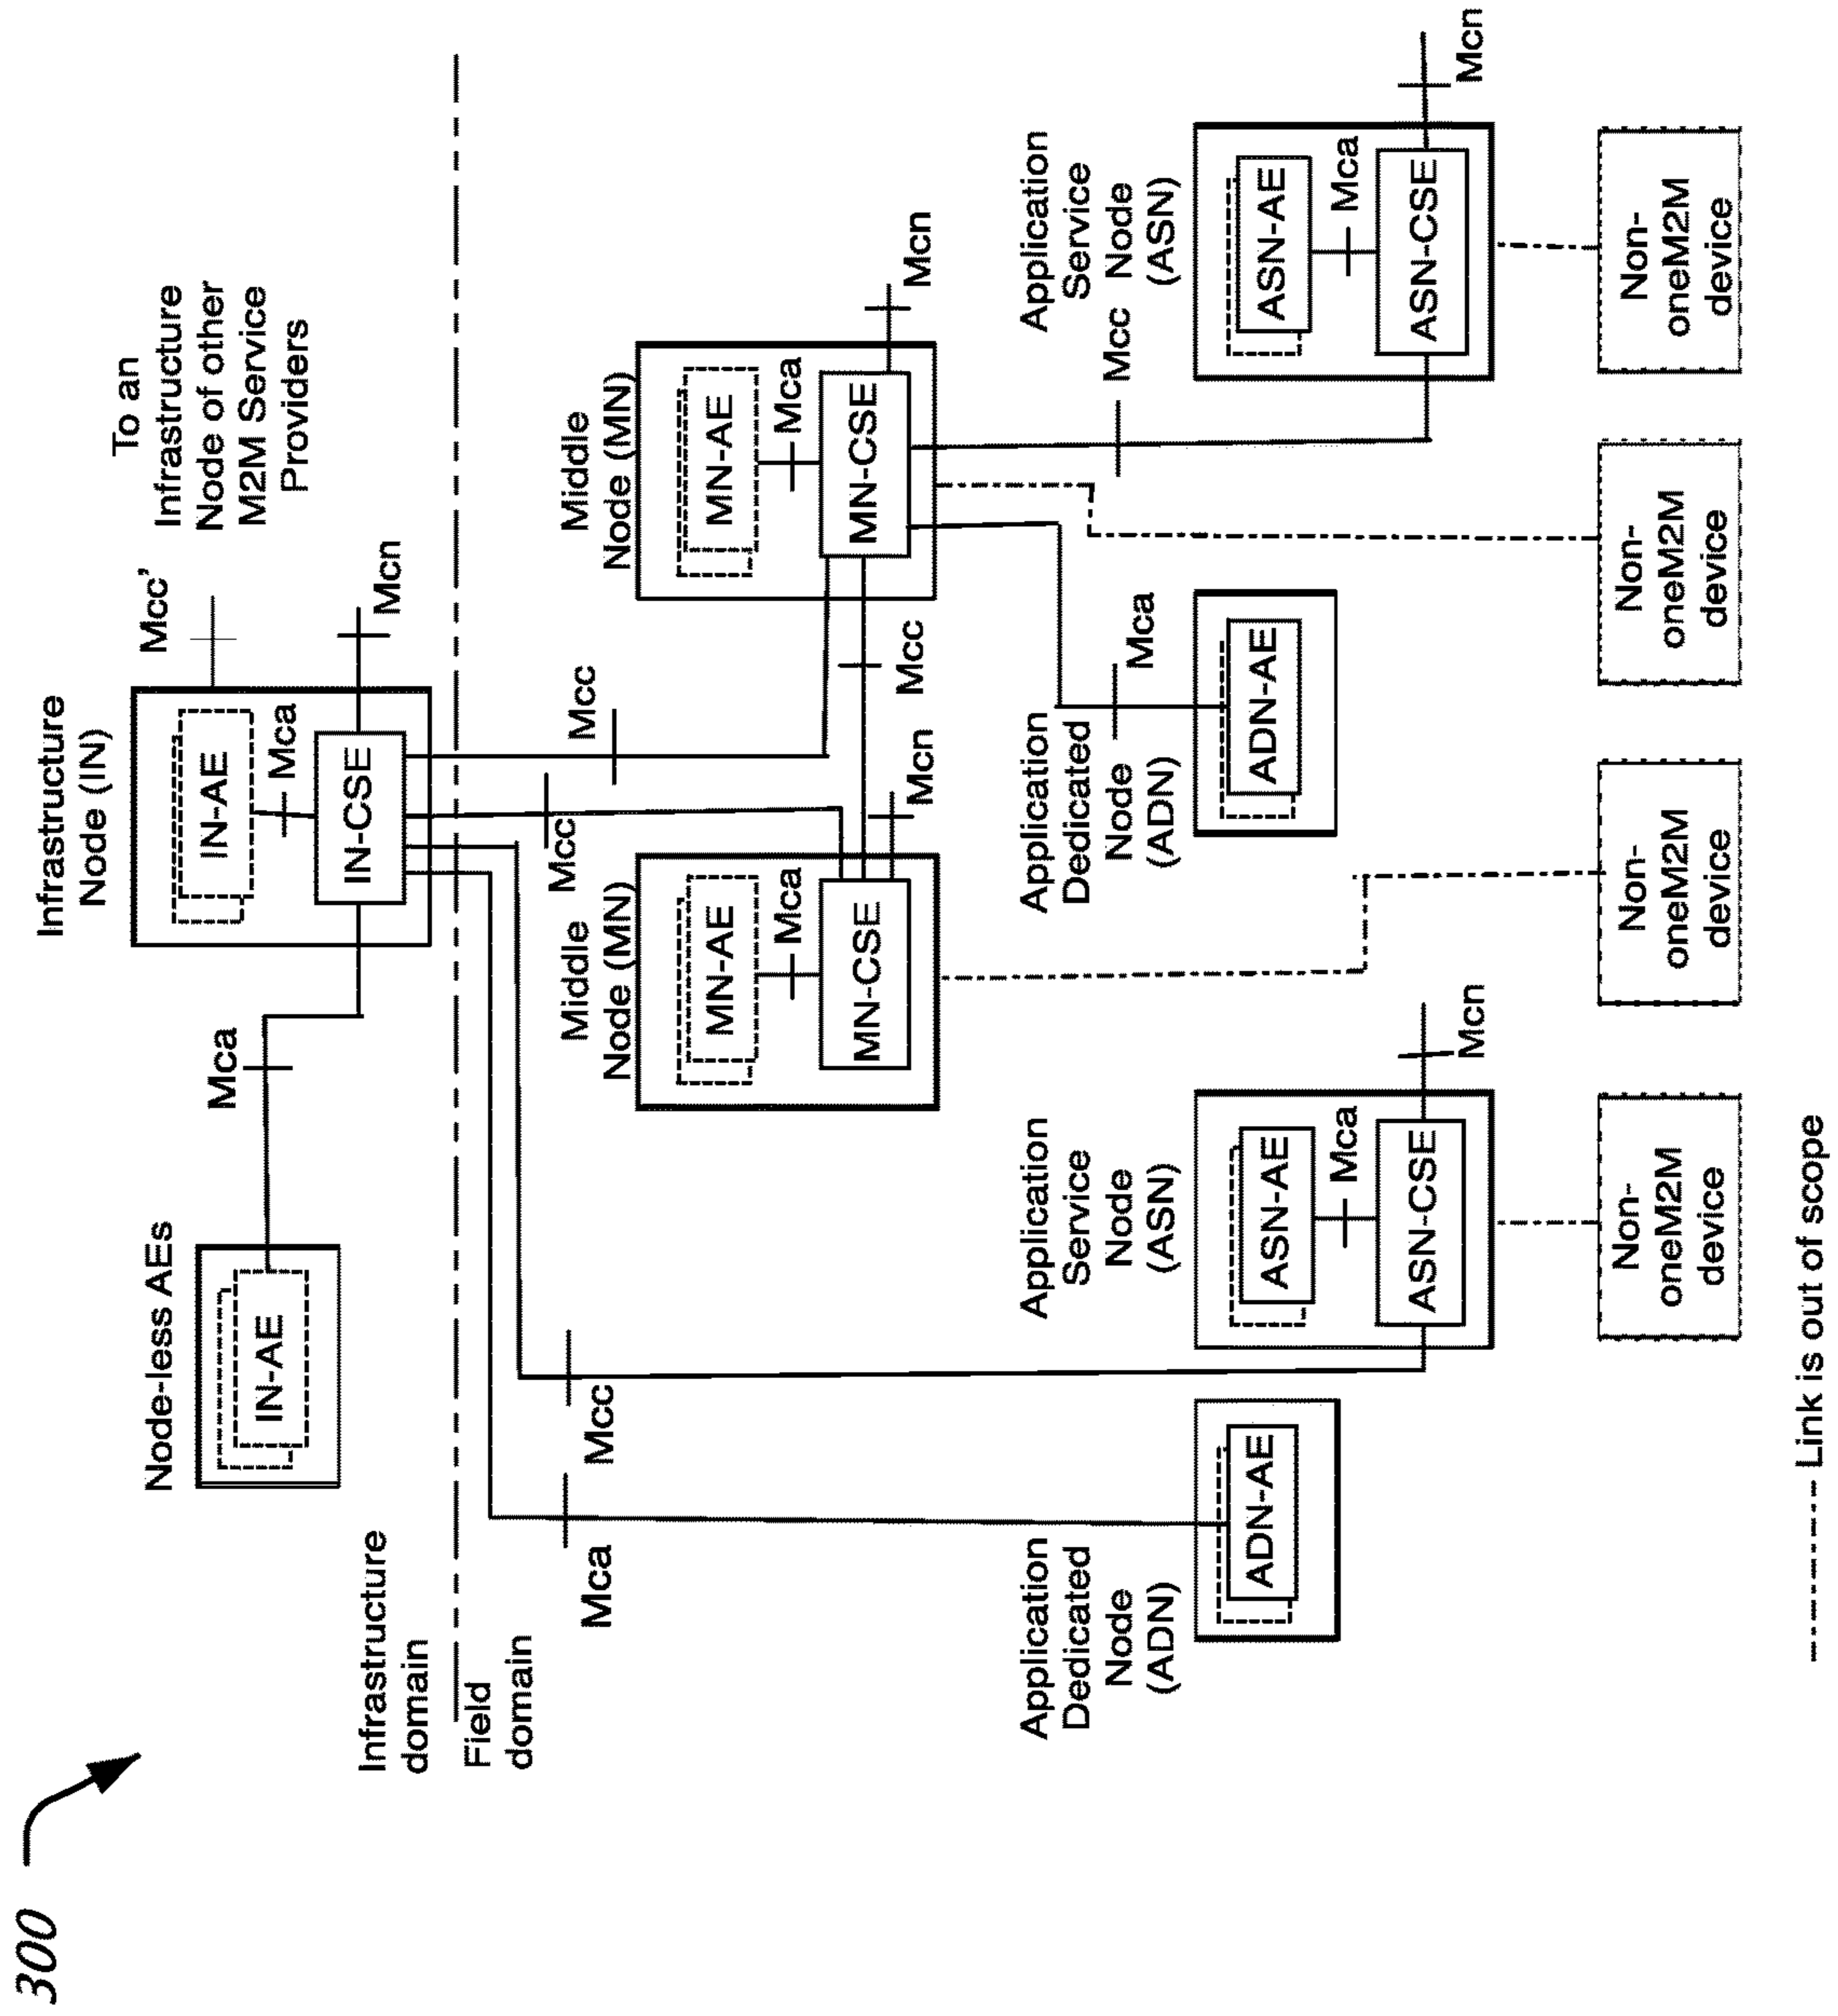 300
Infrastructure
domain
Field
domain
Node-less AEs
IN-AE
Mca
Infrastructure
Node (IN)
IN-AE
Mca
IN-CSE
Mcc'
Mcn
To an
Infrastructure
Node of other
M2M Service
Providers
Mca
Mcc
Mcc
Mcc
Middle
Node (MN)
MN-AE
Mca
MN-CSE
Mcn
Mcc
Middle
Node (MN)
MN-AE
Mca
MN-CSE
Mcn
Application
Dedicated
Node
(ADN)
ADN-AE
Application
Service
Node
(ASN)
ASN-AE
Mca
ASN-CSE
Mcn
Application
Dedicated
Node
(ADN)
Mca
ADN-AE
Mcc
Application
Service
Node
(ASN)
ASN-AE
Mca
ASN-CSE
Mcn
Non-
oneM2M
device
Non-
oneM2M
device
Non-
oneM2M
device
Non-
oneM2M
device
Link is out of scope